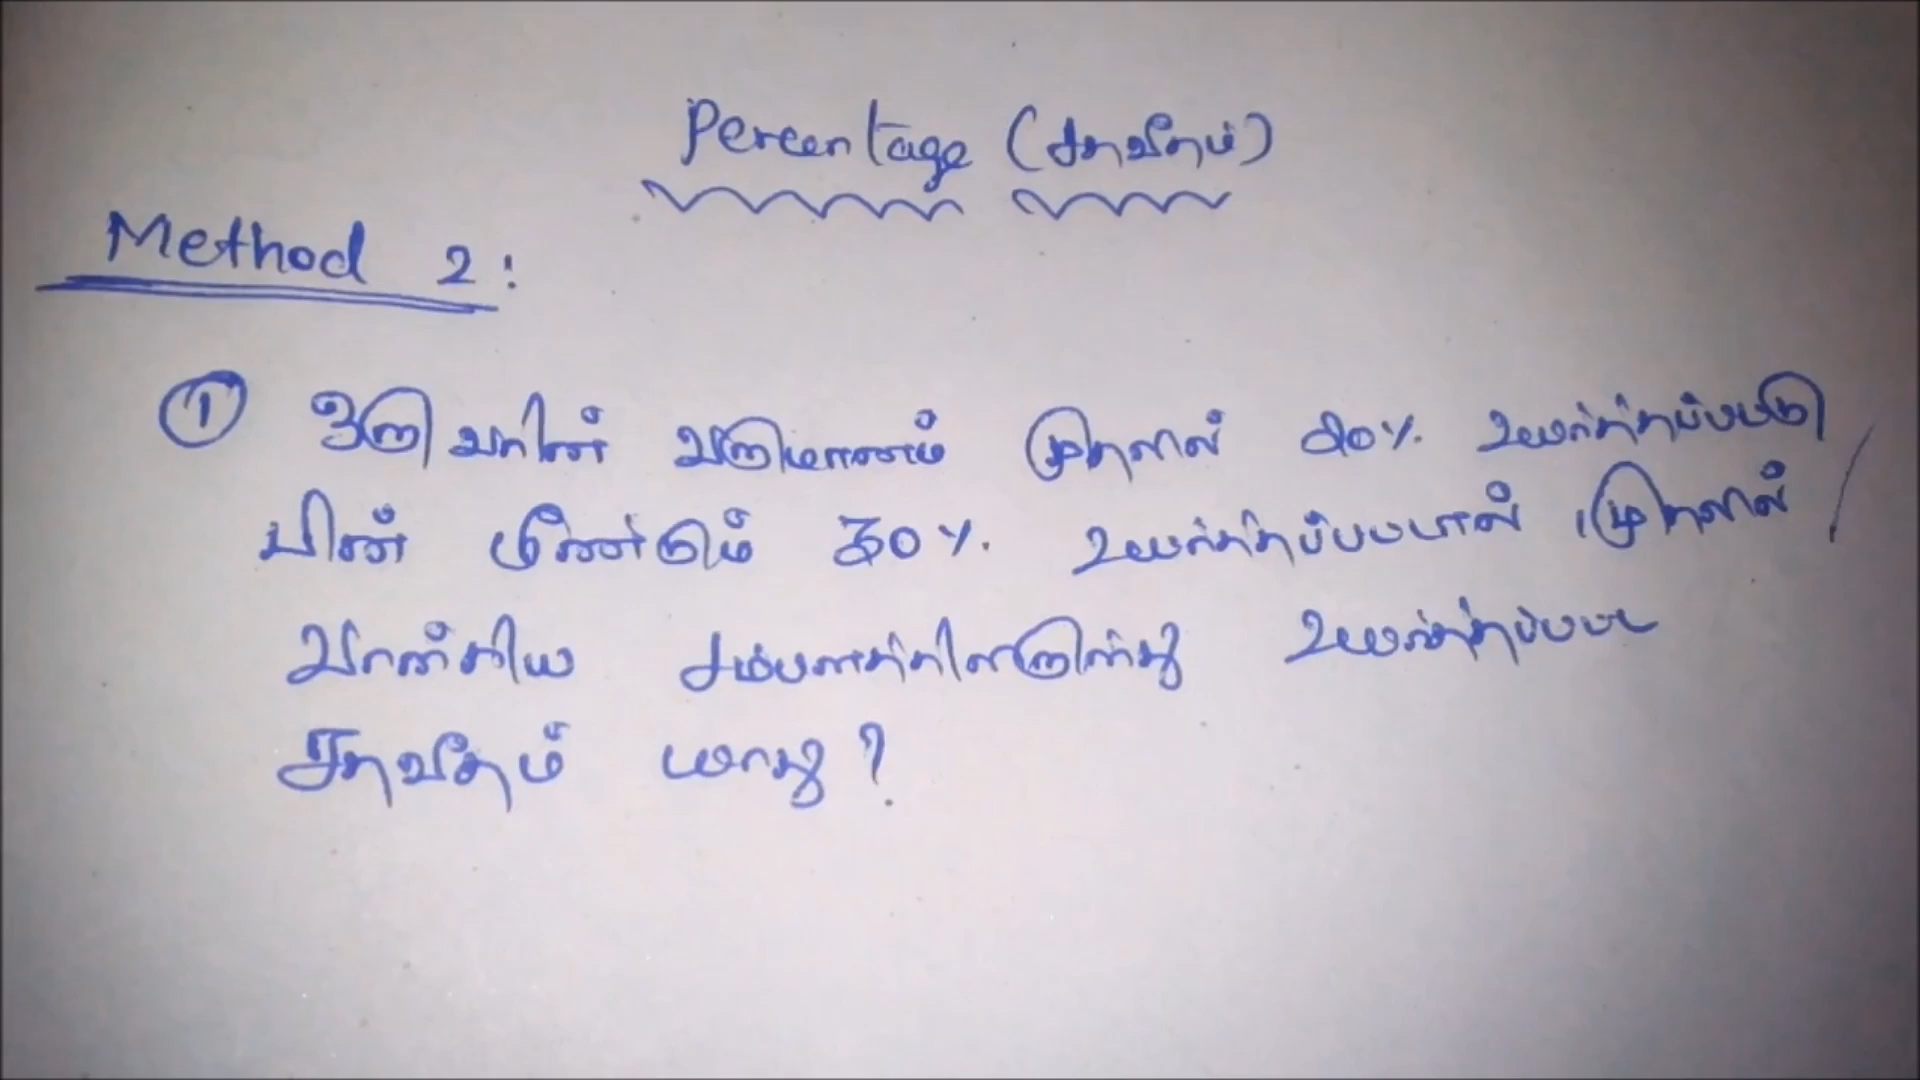 Percentage (சதவீதம்)
Method 2:
① ஒருவரின் வருமானம் முதலில் 20% உயர்த்தப்பட்டு
பின் மீண்டும் 30% உயர்த்தப்பட்டால் முதலில்
வாங்கிய சம்பளத்திலிருந்து உயர்த்தப்பட்ட
சதவீதம் யாது?